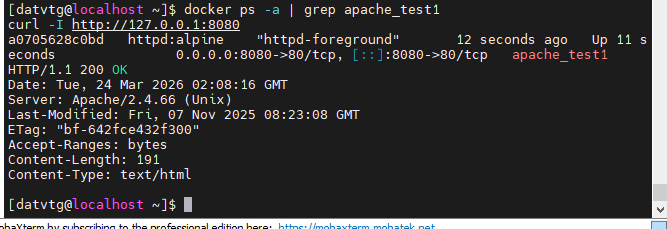 [datvtg@localhost ~]$ docker ps -a | grep apache_test1
curl -I http://127.0.0.1:8080
a0705628c0bd   httpd:alpine   "httpd-foreground"       12 seconds ago   Up 11 s
econds        0.0.0.0:8080->80/tcp, [::]:8080->80/tcp   apache_test1
HTTP/1.1 200 OK
Date: Tue, 24 Mar 2026 02:08:16 GMT
Server: Apache/2.4.66 (Unix)
Last-Modified: Fri, 07 Nov 2025 08:23:08 GMT
ETag: "bf-642fce432f300"
Accept-Ranges: bytes
Content-Length: 191
Content-Type: text/html
[datvtg@localhost ~]$
by subscribing to the professional edition here: https://mobaxterm.mobatek.net